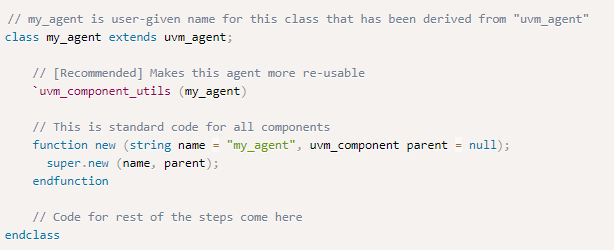 // my_agent is user-given name for this class that has been derived from "uvm_agent"
class my_agent extends uvm_agent;
// [Recommended] Makes this agent more re-usable
`uvm_component_utils (my_agent)
// This is standard code for all components
function new (string name = "my_agent", uvm_component parent = null);
super.new (name, parent);
endfunction
// Code for rest of the steps come here
endclass